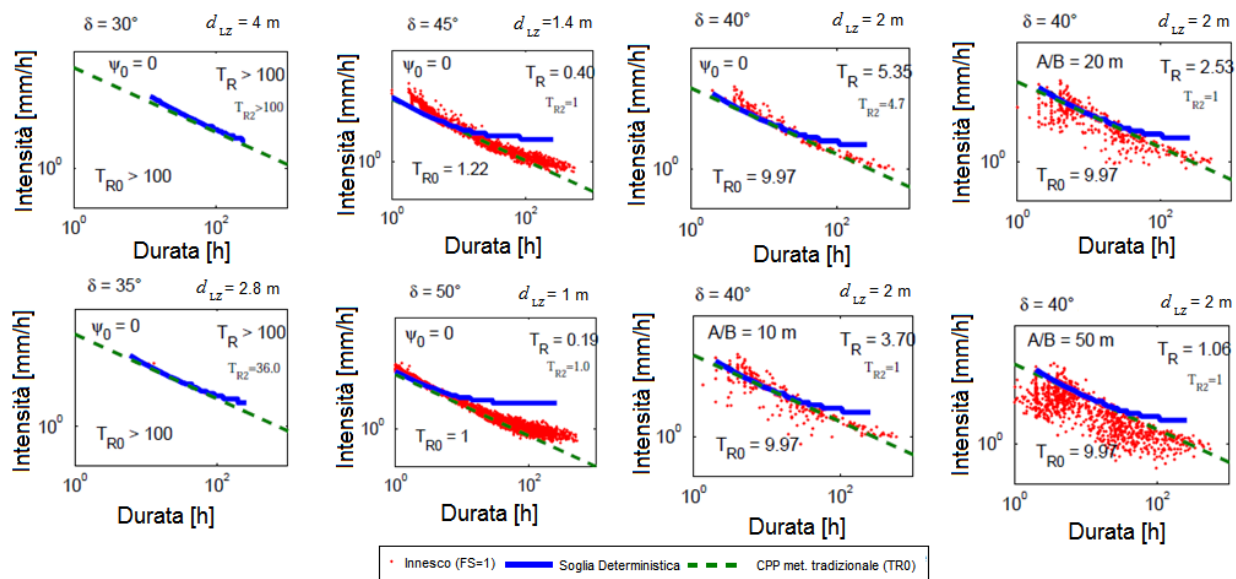 δ = 30° d LZ = 4 m
Intensità [mm/h]
ψ0 = 0
TR > 100
TR2>100
TR0 > 100
10^0
10^0 10^2
Durata [h]
δ = 45° d LZ =1.4 m
Intensità [mm/h]
ψ0 = 0
TR = 0.40
TR2=1
TR0 = 1.22
10^0
10^0 10^2
Durata [h]
δ = 40° d LZ = 2 m
Intensità [mm/h]
ψ0 = 0
TR = 5.35
TR2=4.7
TR0 = 9.97
10^0
10^0 10^2
Durata [h]
δ = 40° d LZ = 2 m
Intensità [mm/h]
A/B = 20 m
TR = 2.53
TR2=1
TR0 = 9.97
10^0
10^0 10^2
Durata [h]
δ = 35° d LZ = 2.8 m
Intensità [mm/h]
ψ0 = 0
TR > 100
TR2=36.0
TR0 > 100
10^0
10^0 10^2
Durata [h]
δ = 50° d LZ = 1 m
Intensità [mm/h]
ψ0 = 0
TR = 0.19
TR2=1.0
TR0 = 1
10^0
10^0 10^2
Durata [h]
δ = 40° d LZ = 2 m
Intensità [mm/h]
A/B = 10 m
TR = 3.70
TR2=1
TR0 = 9.97
10^0
10^0 10^2
Durata [h]
δ = 40° d LZ = 2 m
Intensità [mm/h]
A/B = 50 m
TR = 1.06
TR2=1
TR0 = 9.97
10^0
10^0 10^2
Durata [h]
Innesco (FS=1) Soglia Deterministica CPP met. tradizionale (TR0)